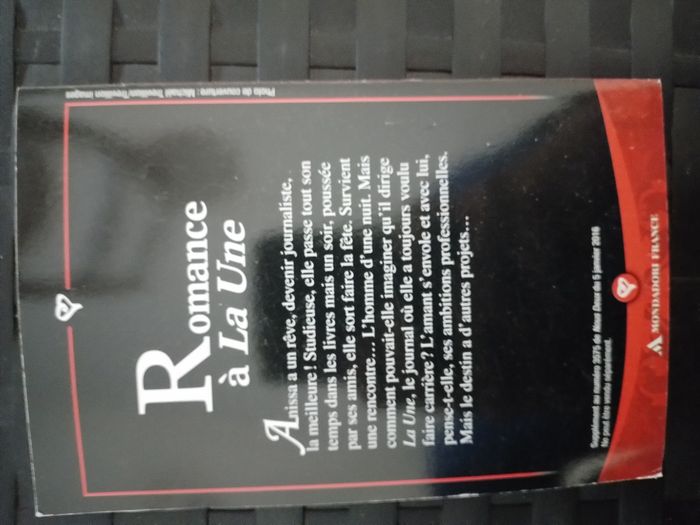 Romance
à La Une
Anissa a un rêve, devenir journaliste,
la meilleure ! Studieuse, elle passe tout son
temps dans les livres mais un soir, poussée
par ses amis, elle sort faire la fête. Survient
une rencontre... L'homme d'une nuit. Mais
comment pouvait-elle imaginer qu'il dirige
La Une, le journal où elle a toujours voulu
faire carrière ? L'amant s'envole et avec lui,
pense-t-elle, ses ambitions professionnelles.
Mais le destin a d'autres projets...
Supplément au numéro 3575 de Nous Deux du 5 janvier 2016
Ne peut être vendu séparément.
MONDADORI FRANCE
Photo de couverture : Michael Trevillion/Trevillion Images